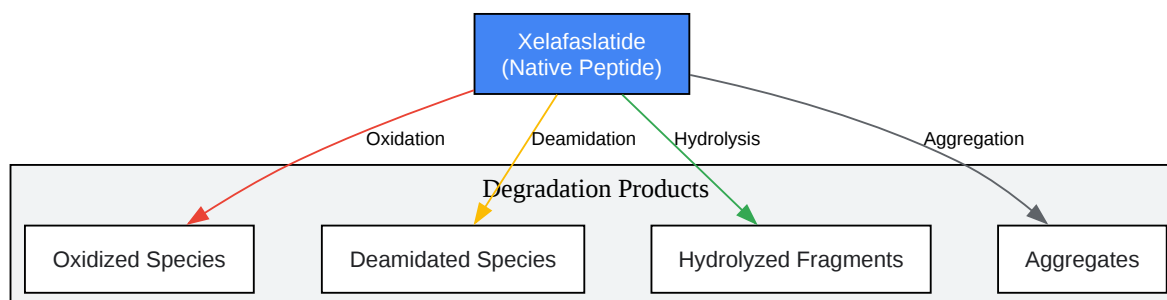 Xelafaslatide
(Native Peptide)
Oxidation
Deamidation
Hydrolysis
Aggregation
Degradation Products
Oxidized Species
Deamidated Species
Hydrolyzed Fragments
Aggregates